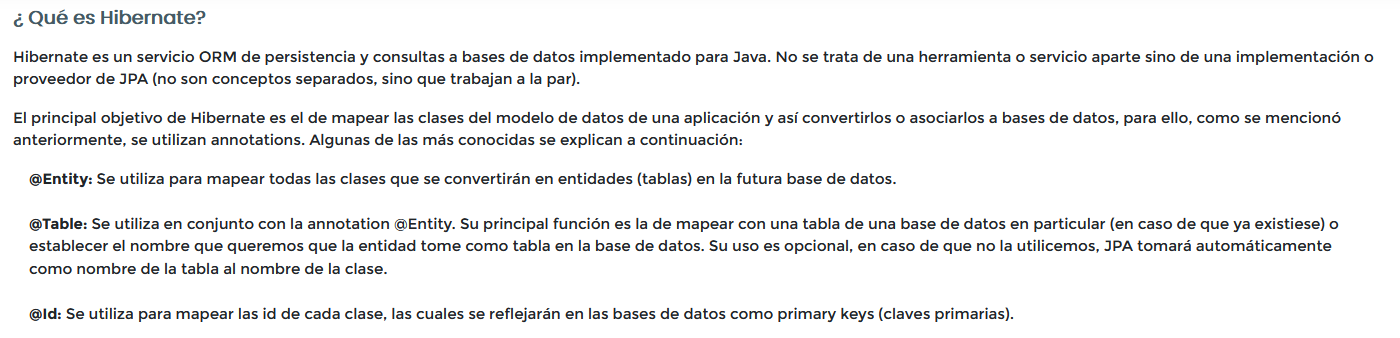 ¿ Qué es Hibernate?
Hibernate es un servicio ORM de persistencia y consultas a bases de datos implementado para Java. No se trata de una herramienta o servicio aparte sino de una implementación o
proveedor de JPA (no son conceptos separados, sino que trabajan a la par).
El principal objetivo de Hibernate es el de mapear las clases del modelo de datos de una aplicación y así convertirlos o asociarlos a bases de datos, para ello, como se mencionó
anteriormente, se utilizan annotations. Algunas de las más conocidas se explican a continuación:
@Entity: Se utiliza para mapear todas las clases que se convertirán en entidades (tablas) en la futura base de datos.
@Table: Se utiliza en conjunto con la annotation @Entity. Su principal función es la de mapear con una tabla de una base de datos en particular (en caso de que ya existiese) o
establecer el nombre que queremos que la entidad tome como tabla en la base de datos. Su uso es opcional, en caso de que no la utilicemos, JPA tomará automáticamente
como nombre de la tabla al nombre de la clase.
@Id: Se utiliza para mapear las id de cada clase, las cuales se reflejarán en las bases de datos como primary keys (claves primarias).